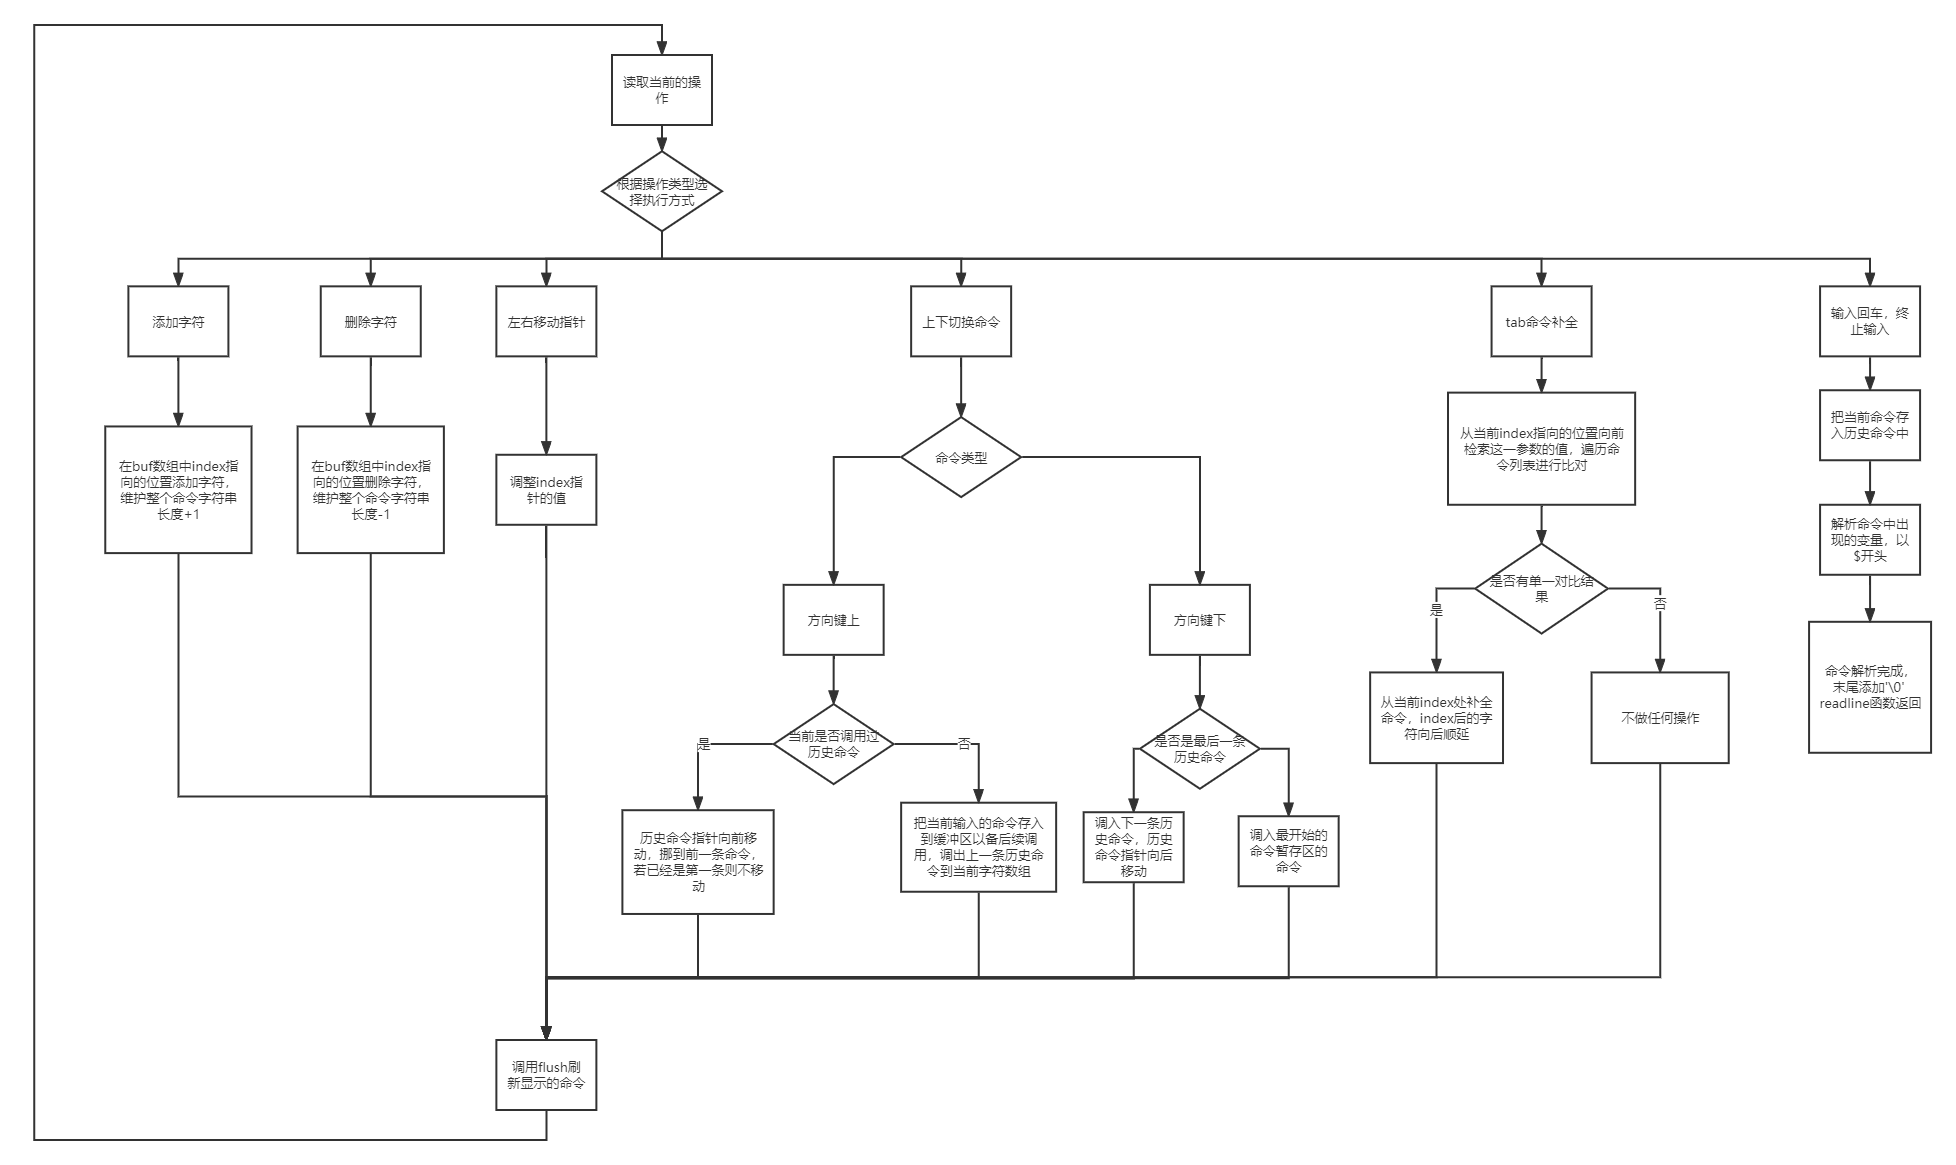 读取当前的操
作
根据操作类型选
择执行方式
添加字符
删除字符
左右移动指针
上下切换命令
tab命令补全
输入回车，终
止输入
在buf数组中index指
向的位置添加字符，
维护整个命令字符串
长度+1
在buf数组中index指
向的位置删除字符，
维护整个命令字符串
长度-1
调整index指
针的值
命令类型
从当前index指向的位置向前
检索这一参数的值，遍历命
令列表进行比对
把当前命令存
入历史命令中
解析命令中出
现的变量，以
$开头
是否有单一对比结
果
是
否
方向键上
方向键下
命令解析完成，
末尾添加'\0'
readline函数返回
从当前index处补全
命令，index后的字
符向后顺延
不做任何操作
当前是否调用过
历史命令
是
否
是否是最后一条
历史命令
历史命令指针向前移
动，挪到前一条命令，
若已经是第一条则不移
动
把当前输入的命令存入
到缓冲区以备后续调
用，调出上一条历史命
令到当前字符数组
调入下一条历
史命令，历史
命令指针向后
移动
调入最开始的
命令暂存区的
命令
调用flush刷
新显示的命令